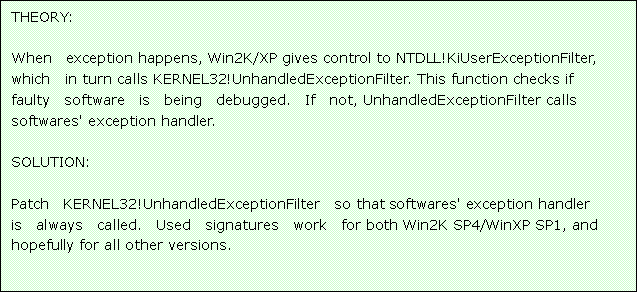 THEORY:
When exception happens, Win2K/XP gives control to NTDLL!KiUserExceptionFilter,
which in turn calls KERNEL32!UnhandledExceptionFilter. This function checks if
faulty software is being debugged. If not, UnhandledExceptionFilter calls
softwares' exception handler.
SOLUTION:
Patch KERNEL32!UnhandledExceptionFilter so that softwares' exception handler
is always called. Used signatures work for both Win2K SP4/WinXP SP1, and
hopefully for all other versions.